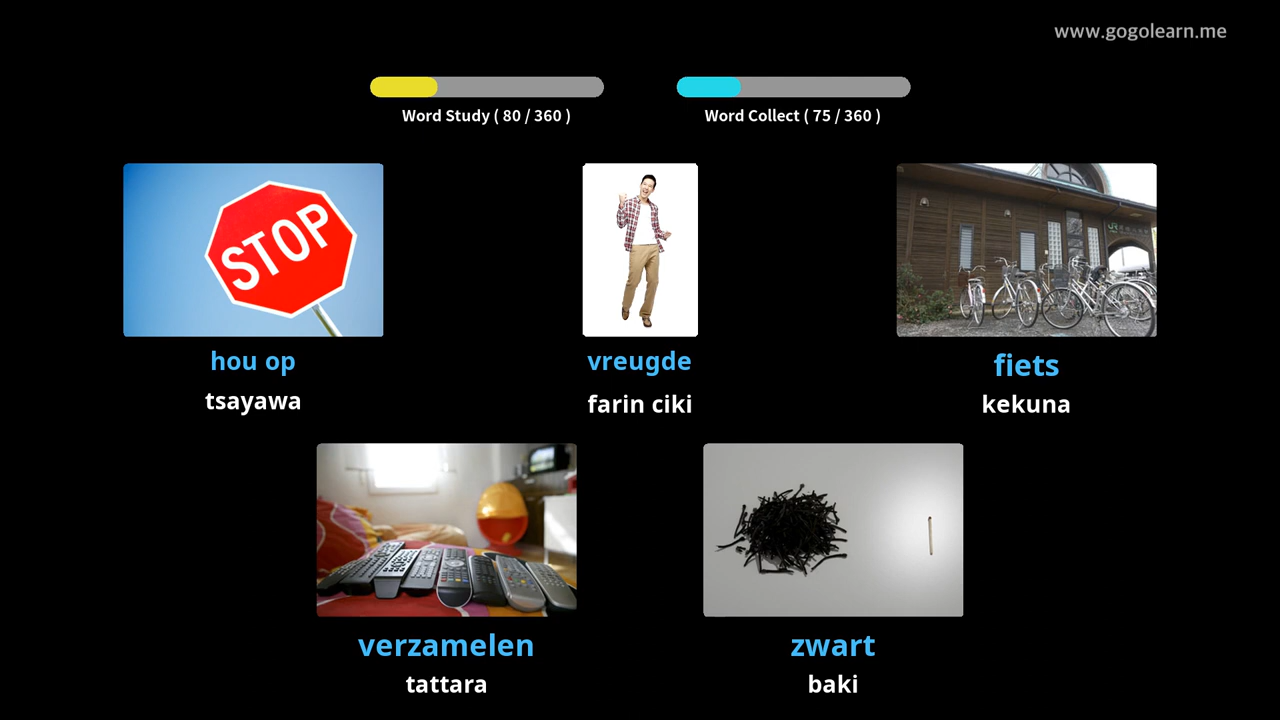 www.gogolearn.me
Word Study ( 80 / 360 )
Word Collect ( 75 / 360 )
STOP
hou op
tsayawa
vreugde
farin ciki
JR
fiets
kekuna
verzamelen
tattara
zwart
baki